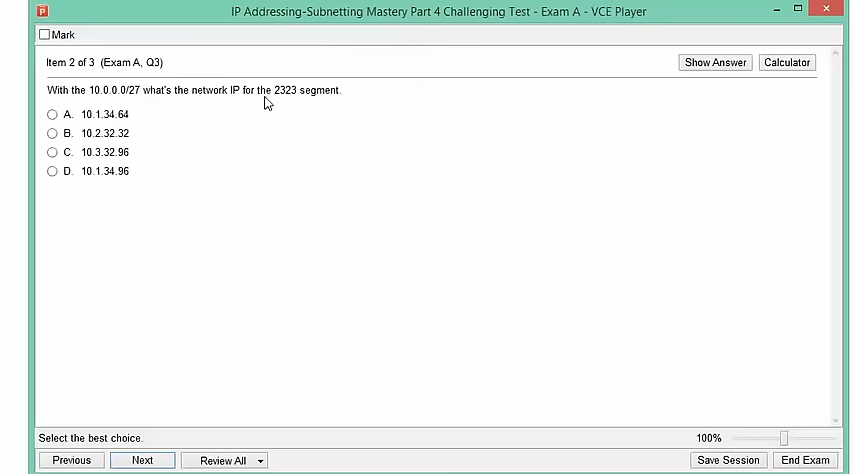 IP Addressing-Subnetting Mastery Part 4 Challenging Test - Exam A - VCE Player
Mark
Item 2 of 3 (Exam A, Q3)
Show Answer
Calculator
With the 10.0.0.0/27 what's the network IP for the 2323 segment.
A. 10.1.34.64
B. 10.2.32.32
C. 10.3.32.96
D. 10.1.34.96
Select the best choice.
100%
Previous
Next
Review All
Save Session
End Exam